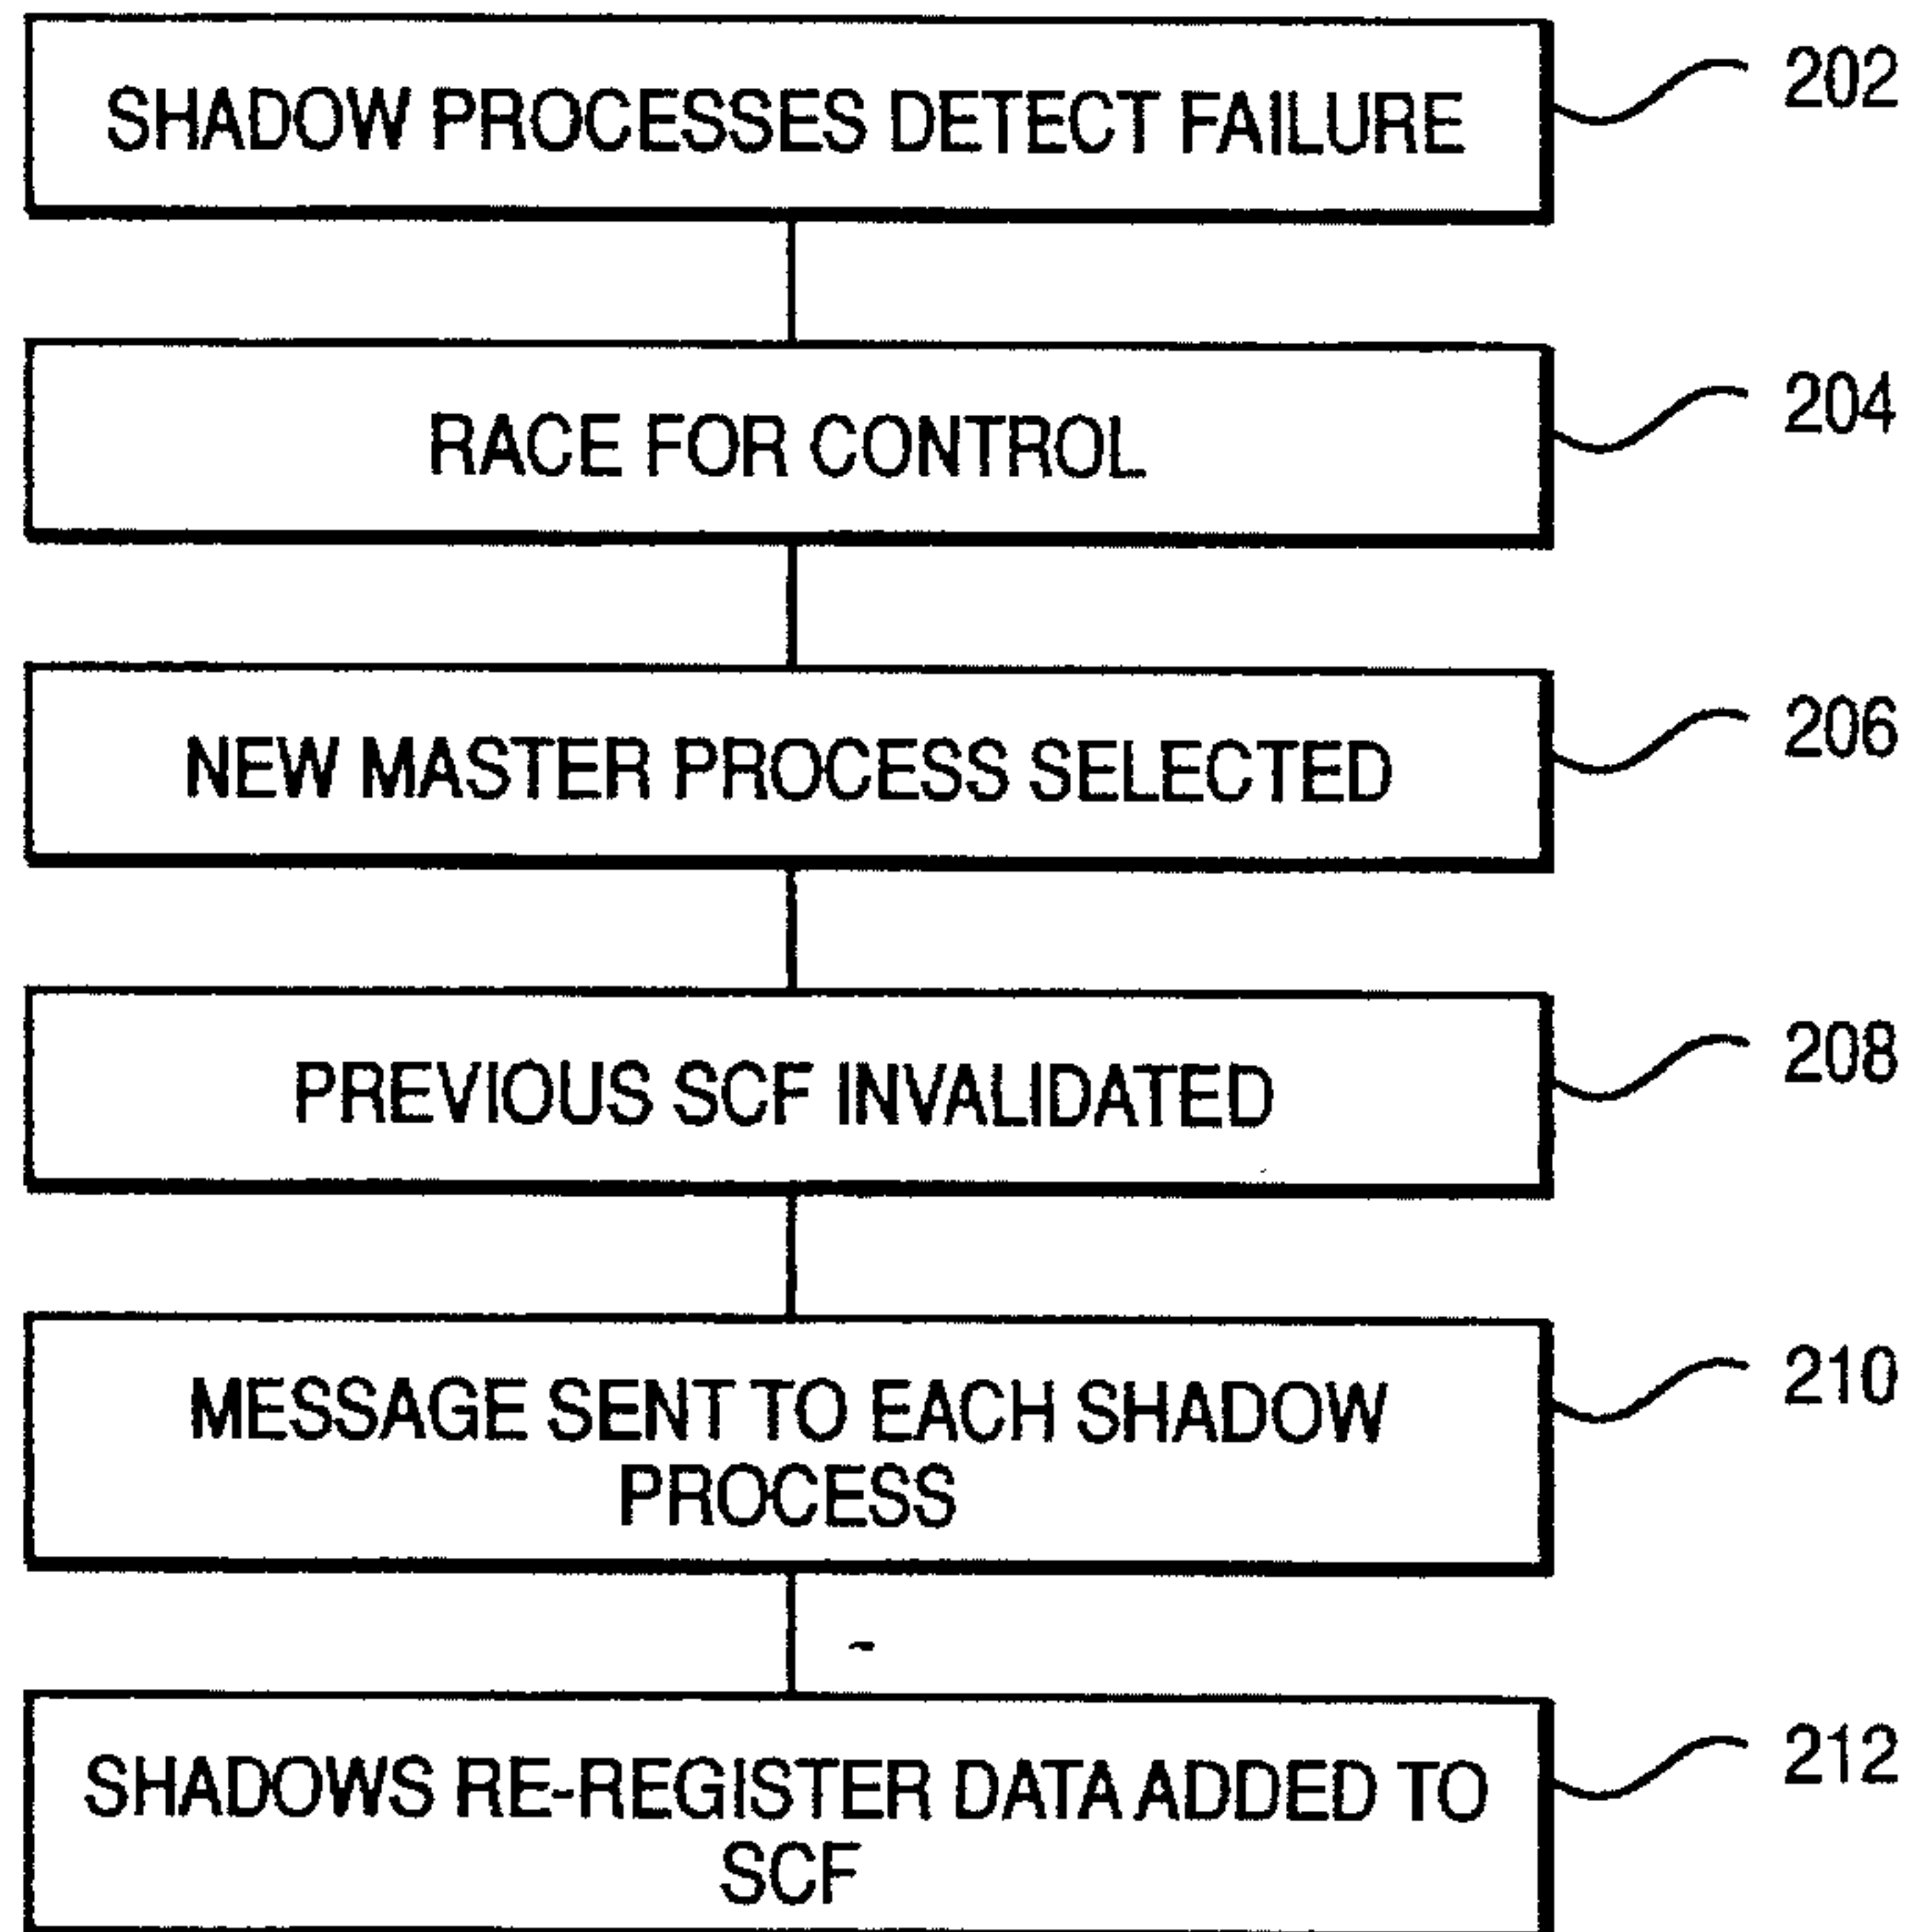 SHADOW PROCESSES DETECT FAILURE
202
RACE FOR CONTROL
204
NEW MASTER PROCESS SELECTED
206
PREVIOUS SCF INVALIDATED
208
MESSAGE SENT TO EACH SHADOW
PROCESS
210
SHADOWS RE-REGISTER DATA ADDED TO
SCF
212